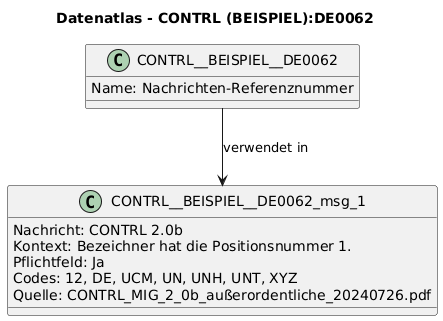 Datenatlas - CONTRL (BEISPIEL):DE0062
C CONTRL__BEISPIEL__DE0062
Name: Nachrichten-Referenznummer
verwendet in
C CONTRL__BEISPIEL__DE0062_msg_1
Nachricht: CONTRL 2.0b
Kontext: Bezeichner hat die Positionsnummer 1.
Pflichtfeld: Ja
Codes: 12, DE, UCM, UN, UNH, UNT, XYZ
Quelle: CONTRL_MIG_2_0b_außerordentliche_20240726.pdf